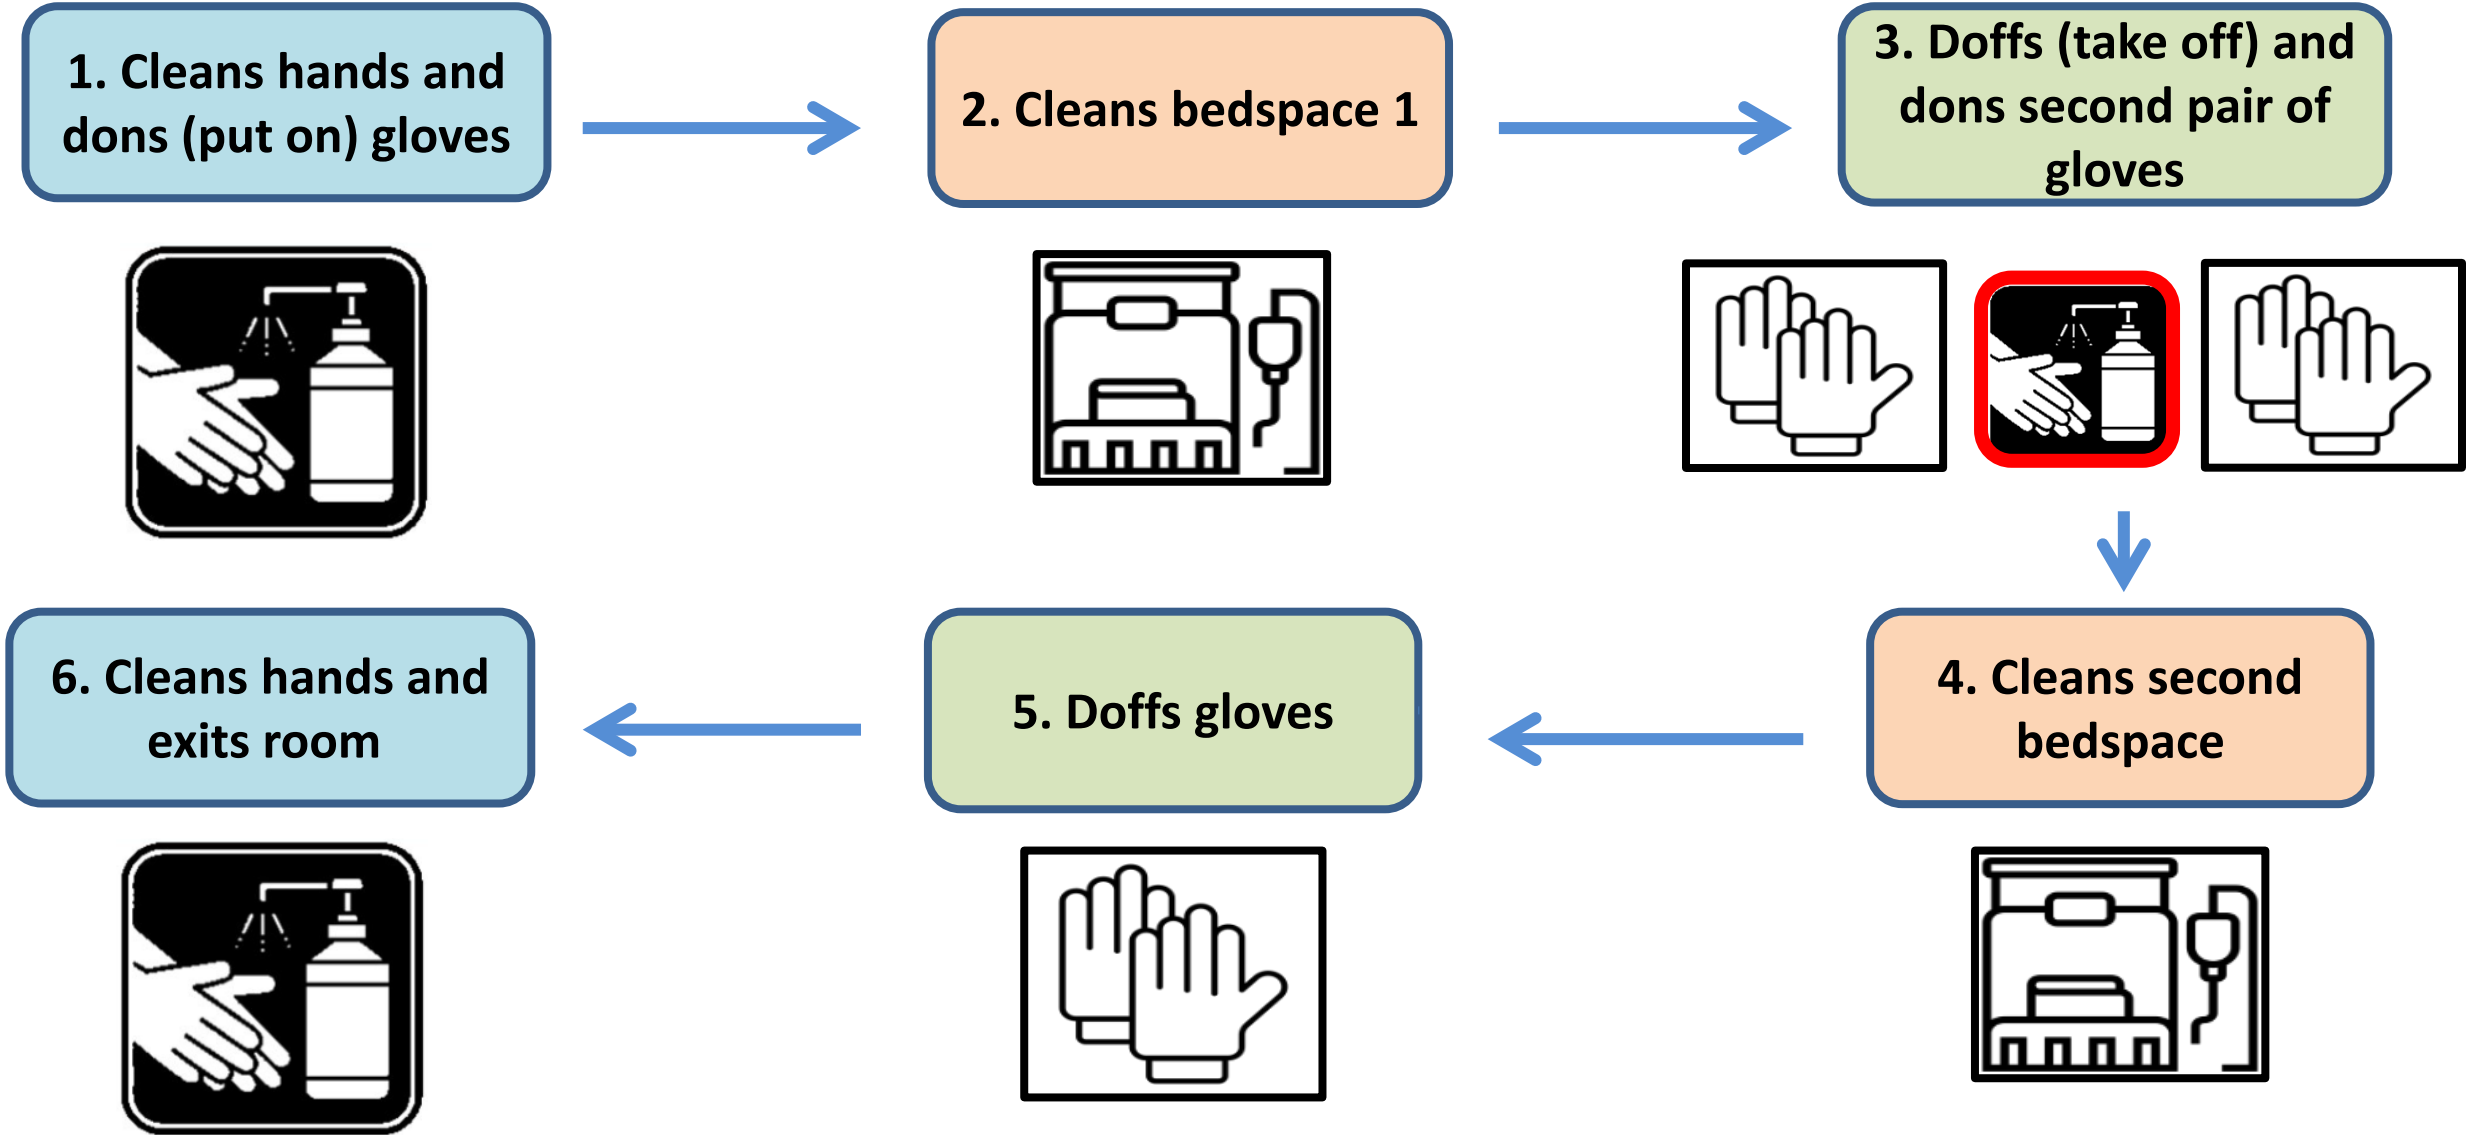 1. Cleans hands and
dons (put on) gloves
2. Cleans bedspace 1
3. Doffs (take off) and
dons second pair of
gloves
4. Cleans second
bedspace
5. Doffs gloves
6. Cleans hands and
exits room